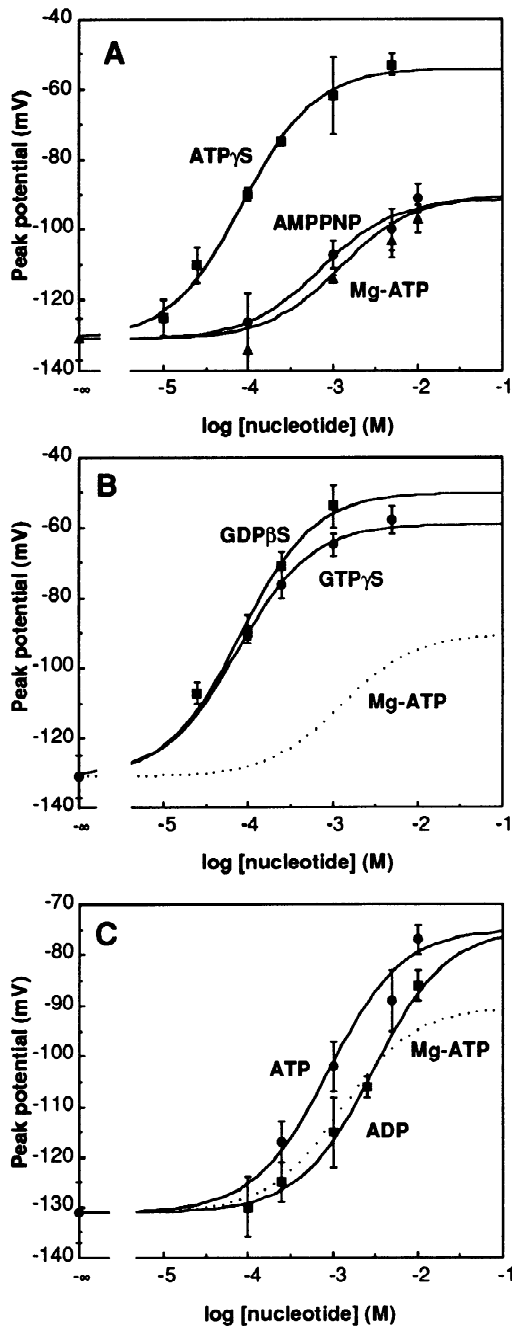 A
-40
-60
-80
-100
-120
-140
Peak potential (mV)
ATPγS
AMPPNP
Mg-ATP
-∞ -5 -4 -3 -2 -1
log [nucleotide] (M)
B
-40
-60
-80
-100
-120
-140
Peak potential (mV)
GDPβS
GTPγS
Mg-ATP
-∞ -5 -4 -3 -2 -1
log [nucleotide] (M)
C
-70
-80
-90
-100
-110
-120
-130
-140
Peak potential (mV)
ATP
Mg-ATP
ADP
-∞ -5 -4 -3 -2 -1
log [nucleotide] (M)